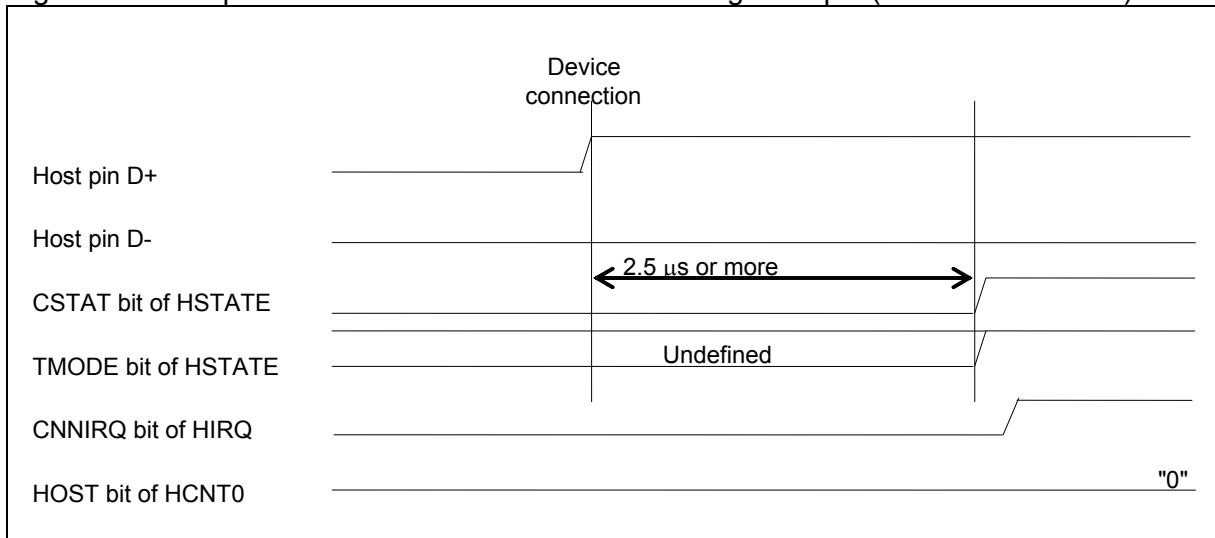 Device
connection
Host pin D+
Host pin D-
2.5 μs or more
CSTAT bit of HSTATE
Undefined
TMODE bit of HSTATE
CNNIRQ bit of HIRQ
"0"
HOST bit of HCNT0